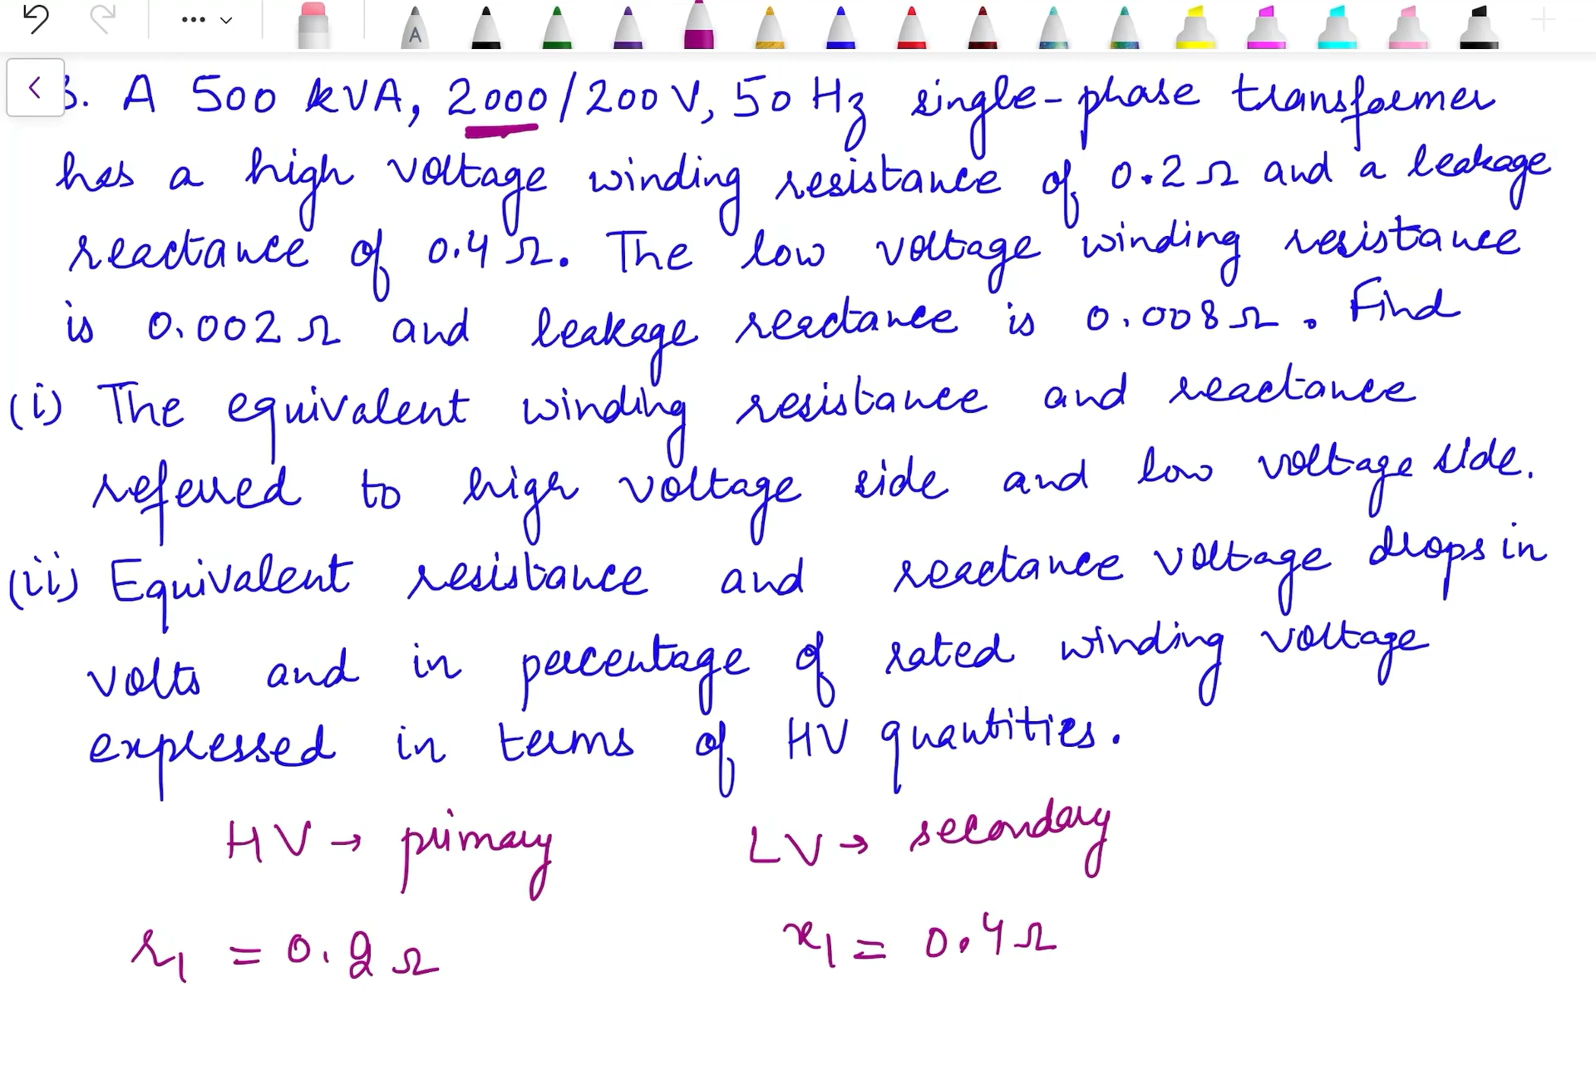 3. A 500 kVA, 2000/200 V, 50 Hz single-phase transformer
has a high voltage winding resistance of 0.2 Ω and a leakage
reactance of 0.4 Ω. The low voltage winding resistance
is 0.002 Ω and leakage reactance is 0.008 Ω. Find
(i) The equivalent winding resistance and reactance
referred to high voltage side and low voltage side.
(ii) Equivalent resistance and reactance voltage drops in
volts and in percentage of rated winding voltage
expressed in terms of HV quantities.
HV → primary LV → secondary
r₁ = 0.2 Ω x₁ = 0.4 Ω